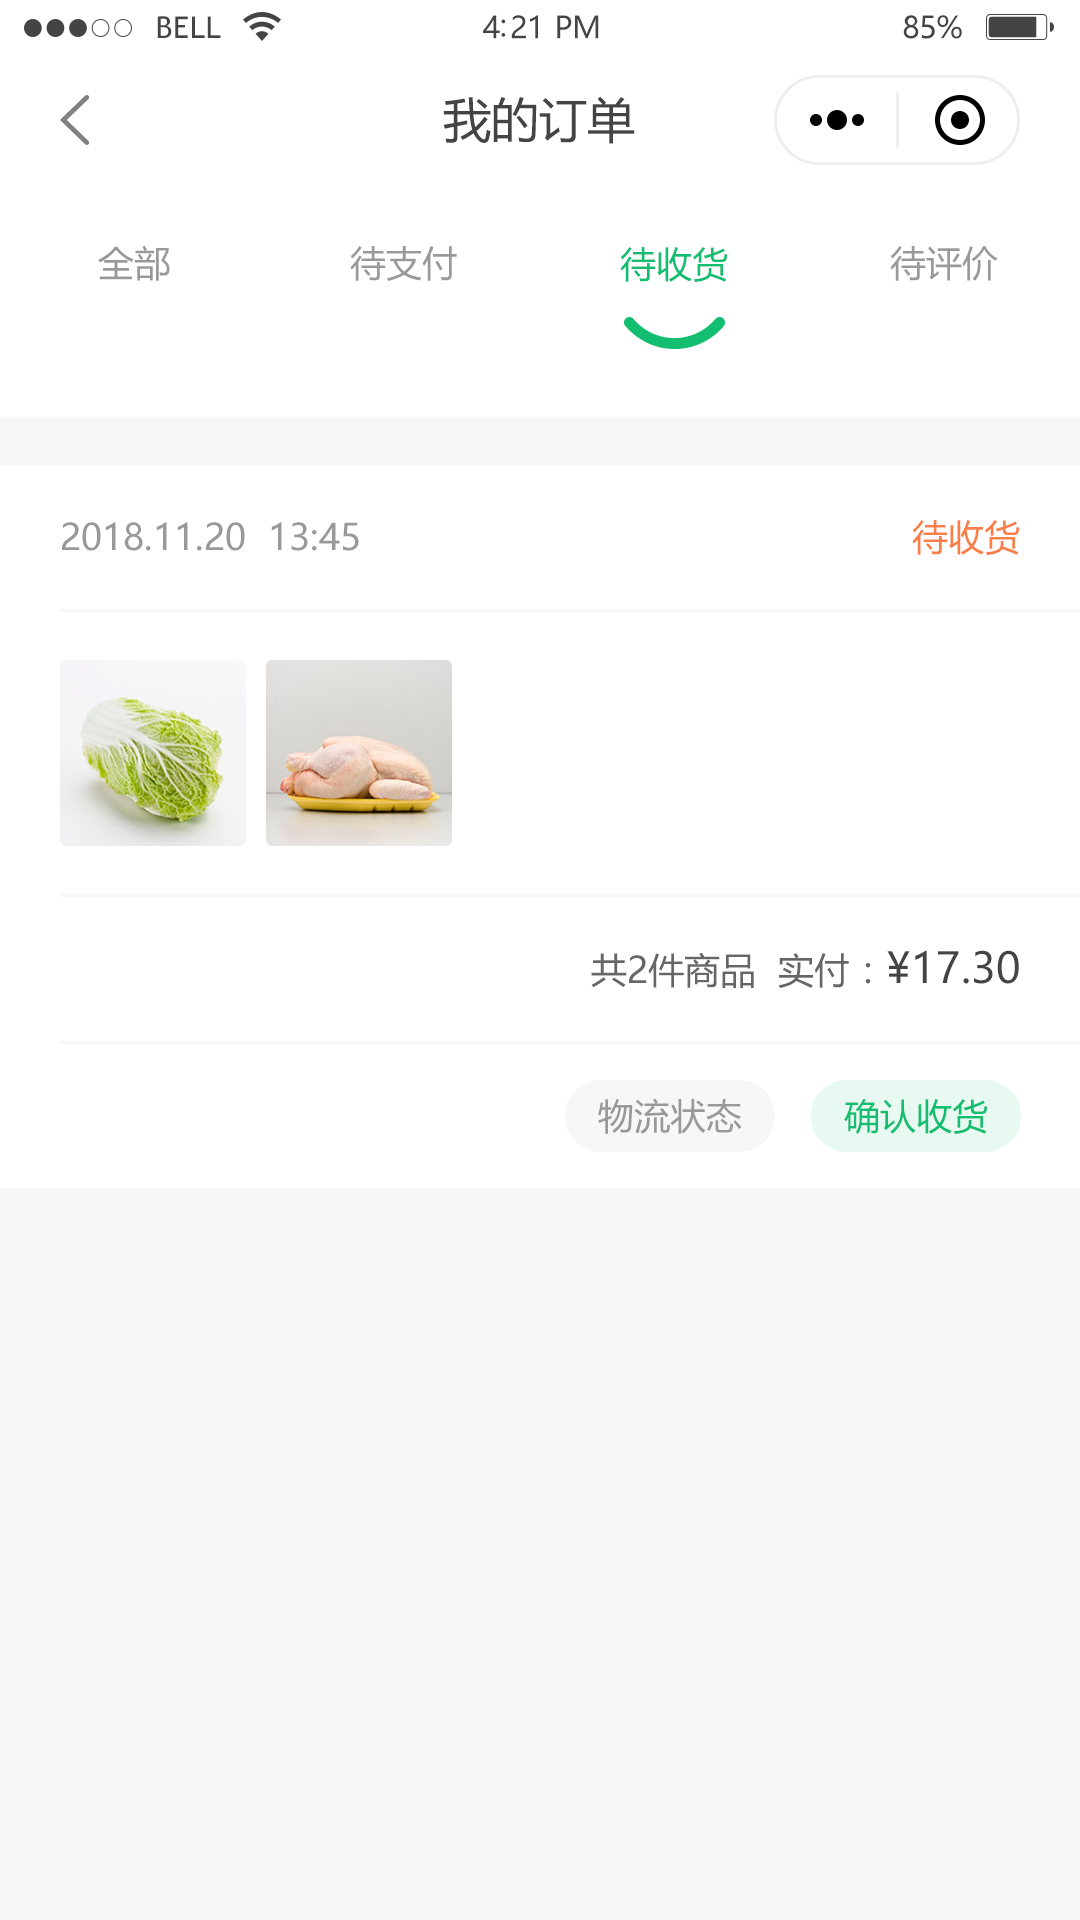 BELL 4:21 PM 85%
我的订单
全部 待支付 待收货 待评价
2018.11.20 13:45 待收货
共2件商品 实付：¥17.30
物流状态 确认收货